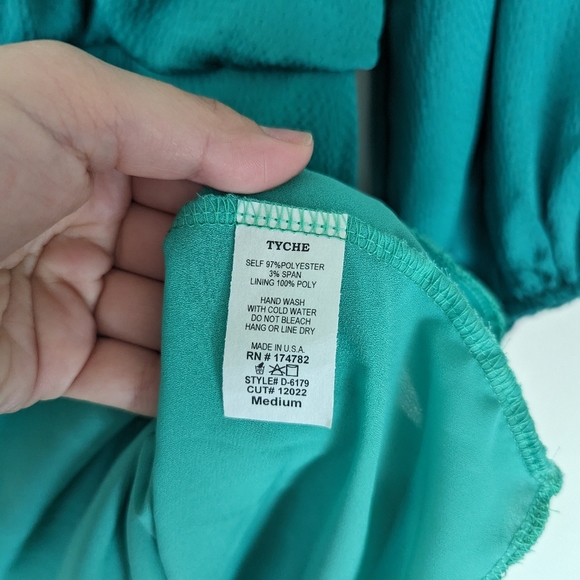 TYCHE
SELF 97%POLYESTER
3% SPAN
LINING 100% POLY
HAND WASH
WITH COLD WATER
DO NOT BLEACH
HANG OR LINE DRY
MADE IN U.S.A.
RN # 174782
STYLE# D-6179
CUT# 12022
Medium